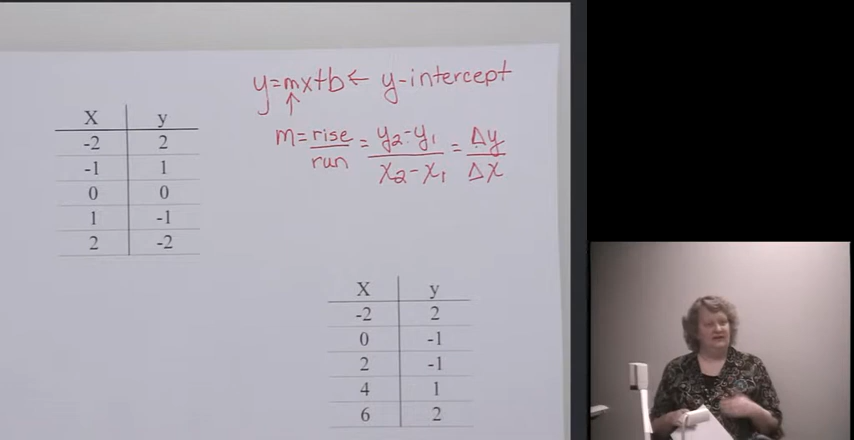 y=mx+b← y-intercept
↑
m=rise/run = y₂-y₁/x₂-x₁ = Δy/Δx
X y
-2 2
-1 1
0 0
1 -1
2 -2
X y
-2 2
0 -1
2 -1
4 1
6 2